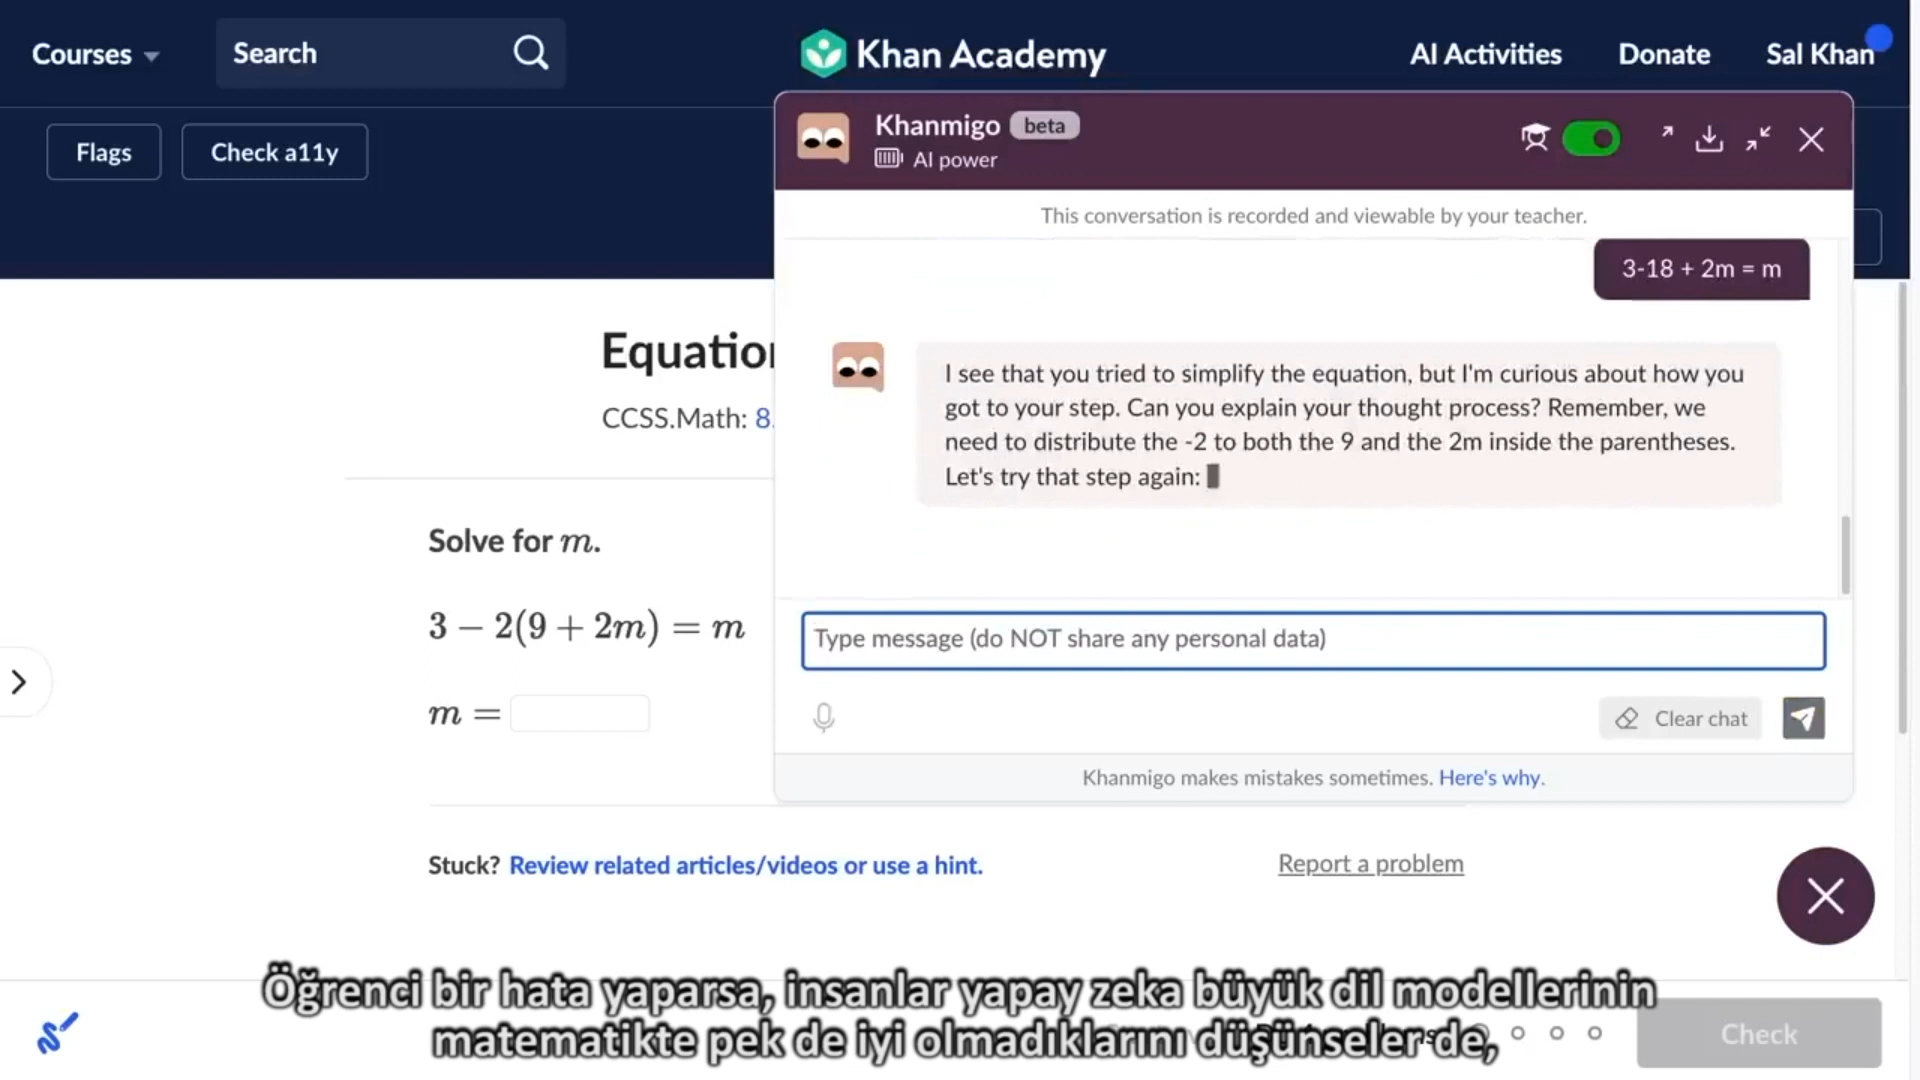 Courses
Search
Khan Academy
AI Activities
Donate
Sal Khan
Flags
Check a11y
Khanmigo beta
AI power
This conversation is recorded and viewable by your teacher.
3-18 + 2m = m
I see that you tried to simplify the equation, but I'm curious about how you
got to your step. Can you explain your thought process? Remember, we
need to distribute the -2 to both the 9 and the 2m inside the parentheses.
Let's try that step again:
Equation
CCSS.Math: 8.
Solve for m.
3 − 2(9 + 2m) = m
m =
Type message (do NOT share any personal data)
Clear chat
Khanmigo makes mistakes sometimes. Here's why.
Stuck? Review related articles/videos or use a hint.
Report a problem
Öğrenci bir hata yaparsa, insanlar yapay zeka büyük dil modellerinin
matematikte pek de iyi olmadıklarını düşünseler de,
Check